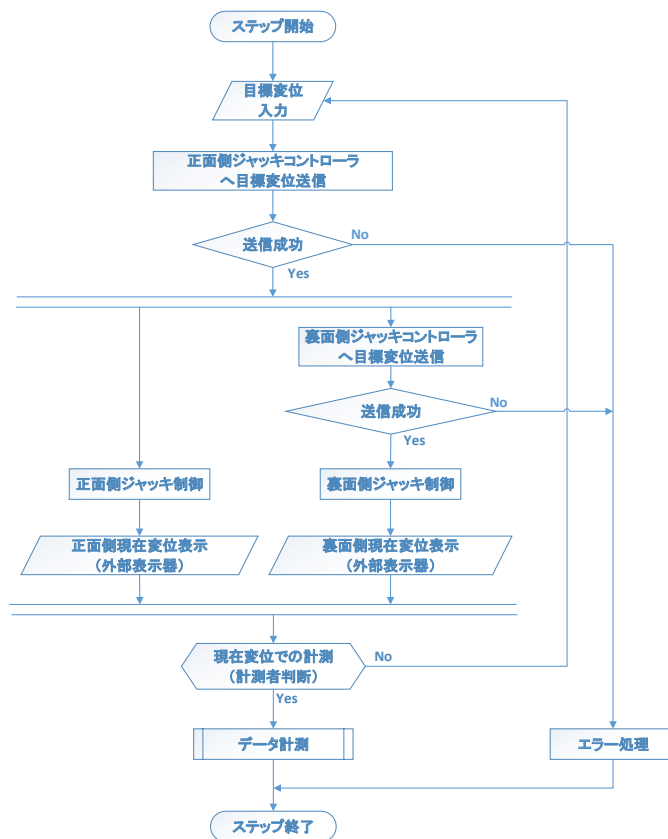 ステップ開始
目標変位
入力
正面側ジャッキコントローラ
へ目標変位送信
送信成功
No
Yes
裏面側ジャッキコントローラ
へ目標変位送信
送信成功
No
Yes
正面側ジャッキ制御
裏面側ジャッキ制御
正面側現在変位表示
（外部表示器）
裏面側現在変位表示
（外部表示器）
現在変位での計測
（計測者判断）
No
Yes
データ計測
エラー処理
ステップ終了